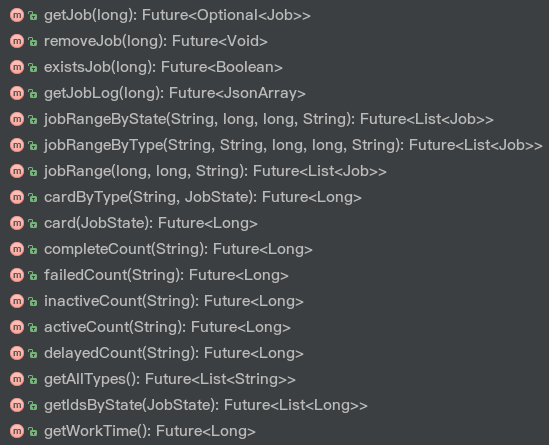 getJob(long): Future<Optional<Job>>
removeJob(long): Future<Void>
existsJob(long): Future<Boolean>
getJobLog(long): Future<JsonArray>
jobRangeByState(String, long, long, String): Future<List<Job>>
jobRangeByType(String, String, long, long, String): Future<List<Job>>
jobRange(long, long, String): Future<List<Job>>
cardByType(String, JobState): Future<Long>
card(JobState): Future<Long>
completeCount(String): Future<Long>
failedCount(String): Future<Long>
inactiveCount(String): Future<Long>
activeCount(String): Future<Long>
delayedCount(String): Future<Long>
getAllTypes(): Future<List<String>>
getIdsByState(JobState): Future<List<Long>>
getWorkTime(): Future<Long>